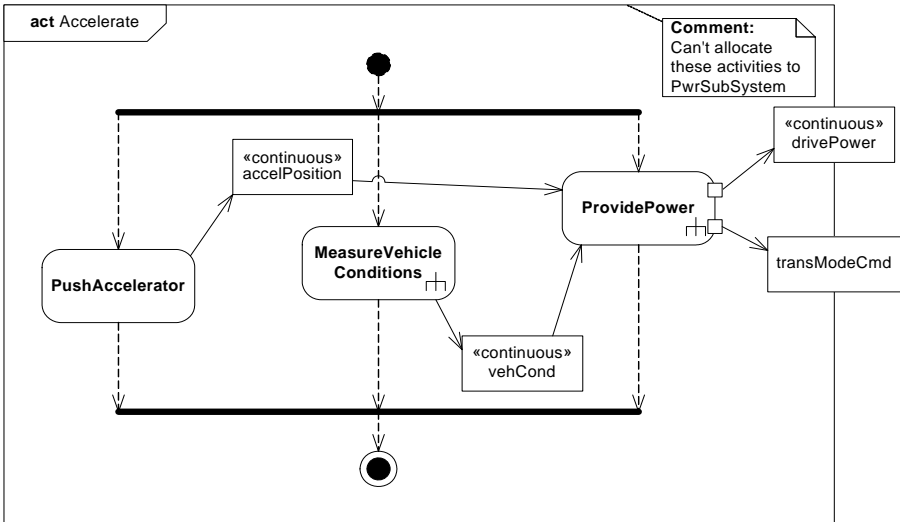 act Accelerate
Comment:
Can't allocate
these activities to
PwrSubSystem
«continuous»
drivePower
«continuous»
accelPosition
ProvidePower
MeasureVehicle
Conditions
transModeCmd
PushAccelerator
«continuous»
vehCond